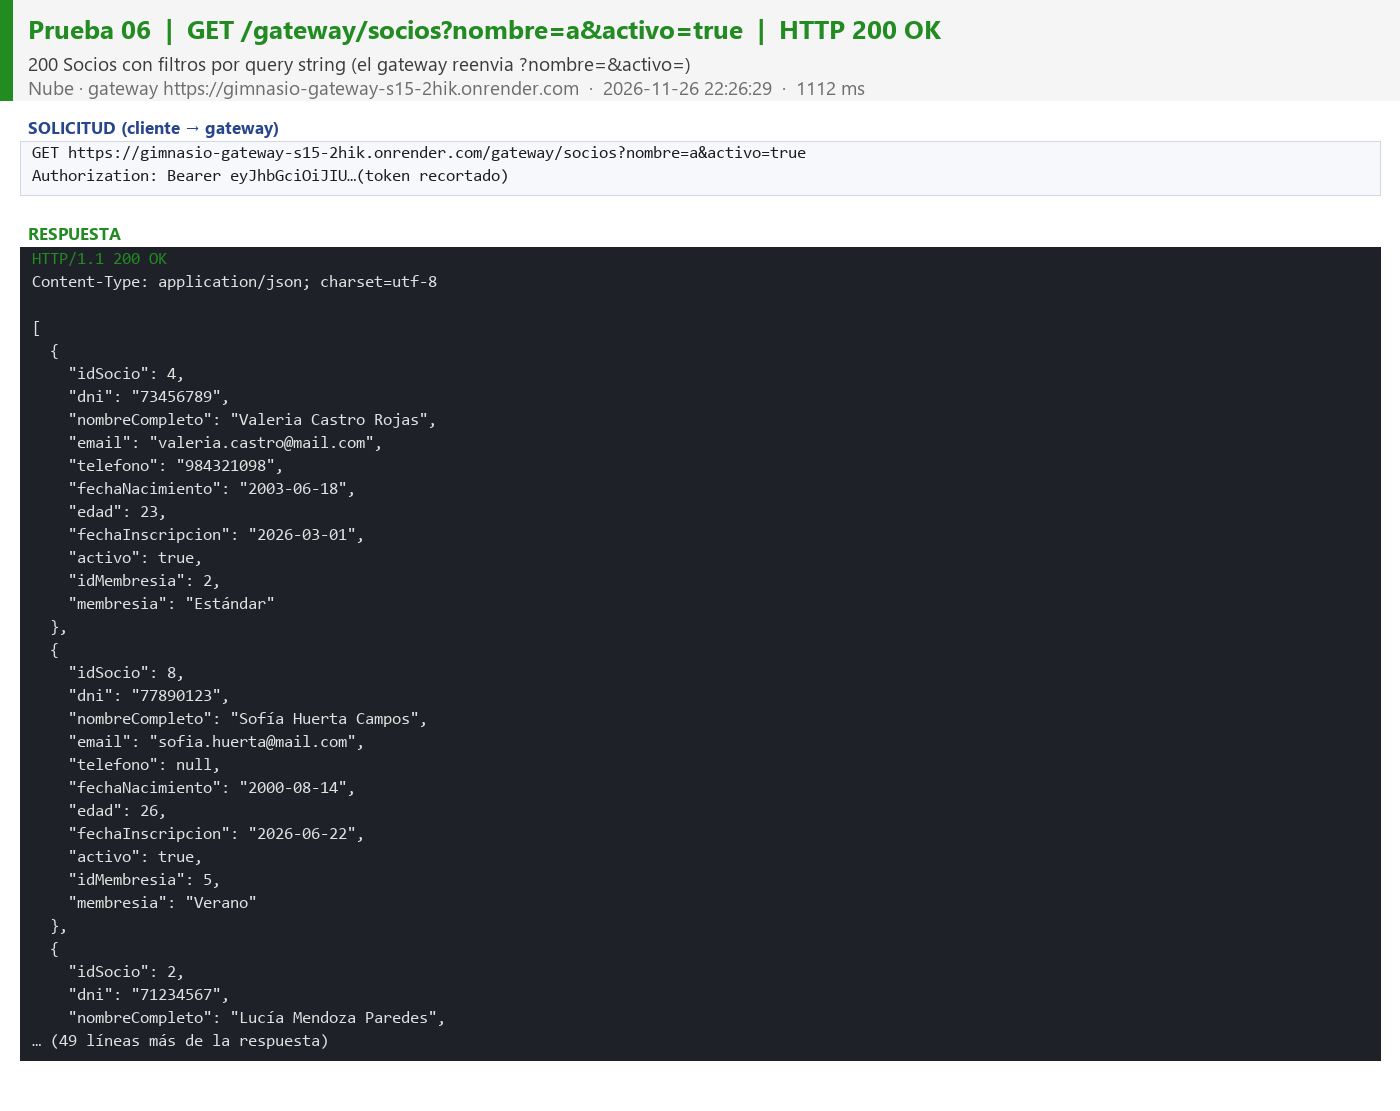 Prueba 06 | GET /gateway/socios?nombre=a&activo=true | HTTP 200 OK
200 Socios con filtros por query string (el gateway reenvia ?nombre=&activo=)
Nube · gateway https://gimnasio-gateway-s15-2hik.onrender.com · 2026-11-26 22:26:29 · 1112 ms
SOLICITUD (cliente → gateway)
GET https://gimnasio-gateway-s15-2hik.onrender.com/gateway/socios?nombre=a&activo=true
Authorization: Bearer eyJhbGciOiJIU…(token recortado)
RESPUESTA
HTTP/1.1 200 OK
Content-Type: application/json; charset=utf-8
[
  {
    "idSocio": 4,
    "dni": "73456789",
    "nombreCompleto": "Valeria Castro Rojas",
    "email": "valeria.castro@mail.com",
    "telefono": "984321098",
    "fechaNacimiento": "2003-06-18",
    "edad": 23,
    "fechaInscripcion": "2026-03-01",
    "activo": true,
    "idMembresia": 2,
    "membresia": "Estándar"
  },
  {
    "idSocio": 8,
    "dni": "77890123",
    "nombreCompleto": "Sofía Huerta Campos",
    "email": "sofia.huerta@mail.com",
    "telefono": null,
    "fechaNacimiento": "2000-08-14",
    "edad": 26,
    "fechaInscripcion": "2026-06-22",
    "activo": true,
    "idMembresia": 5,
    "membresia": "Verano"
  },
  {
    "idSocio": 2,
    "dni": "71234567",
    "nombreCompleto": "Lucía Mendoza Paredes",
… (49 líneas más de la respuesta)